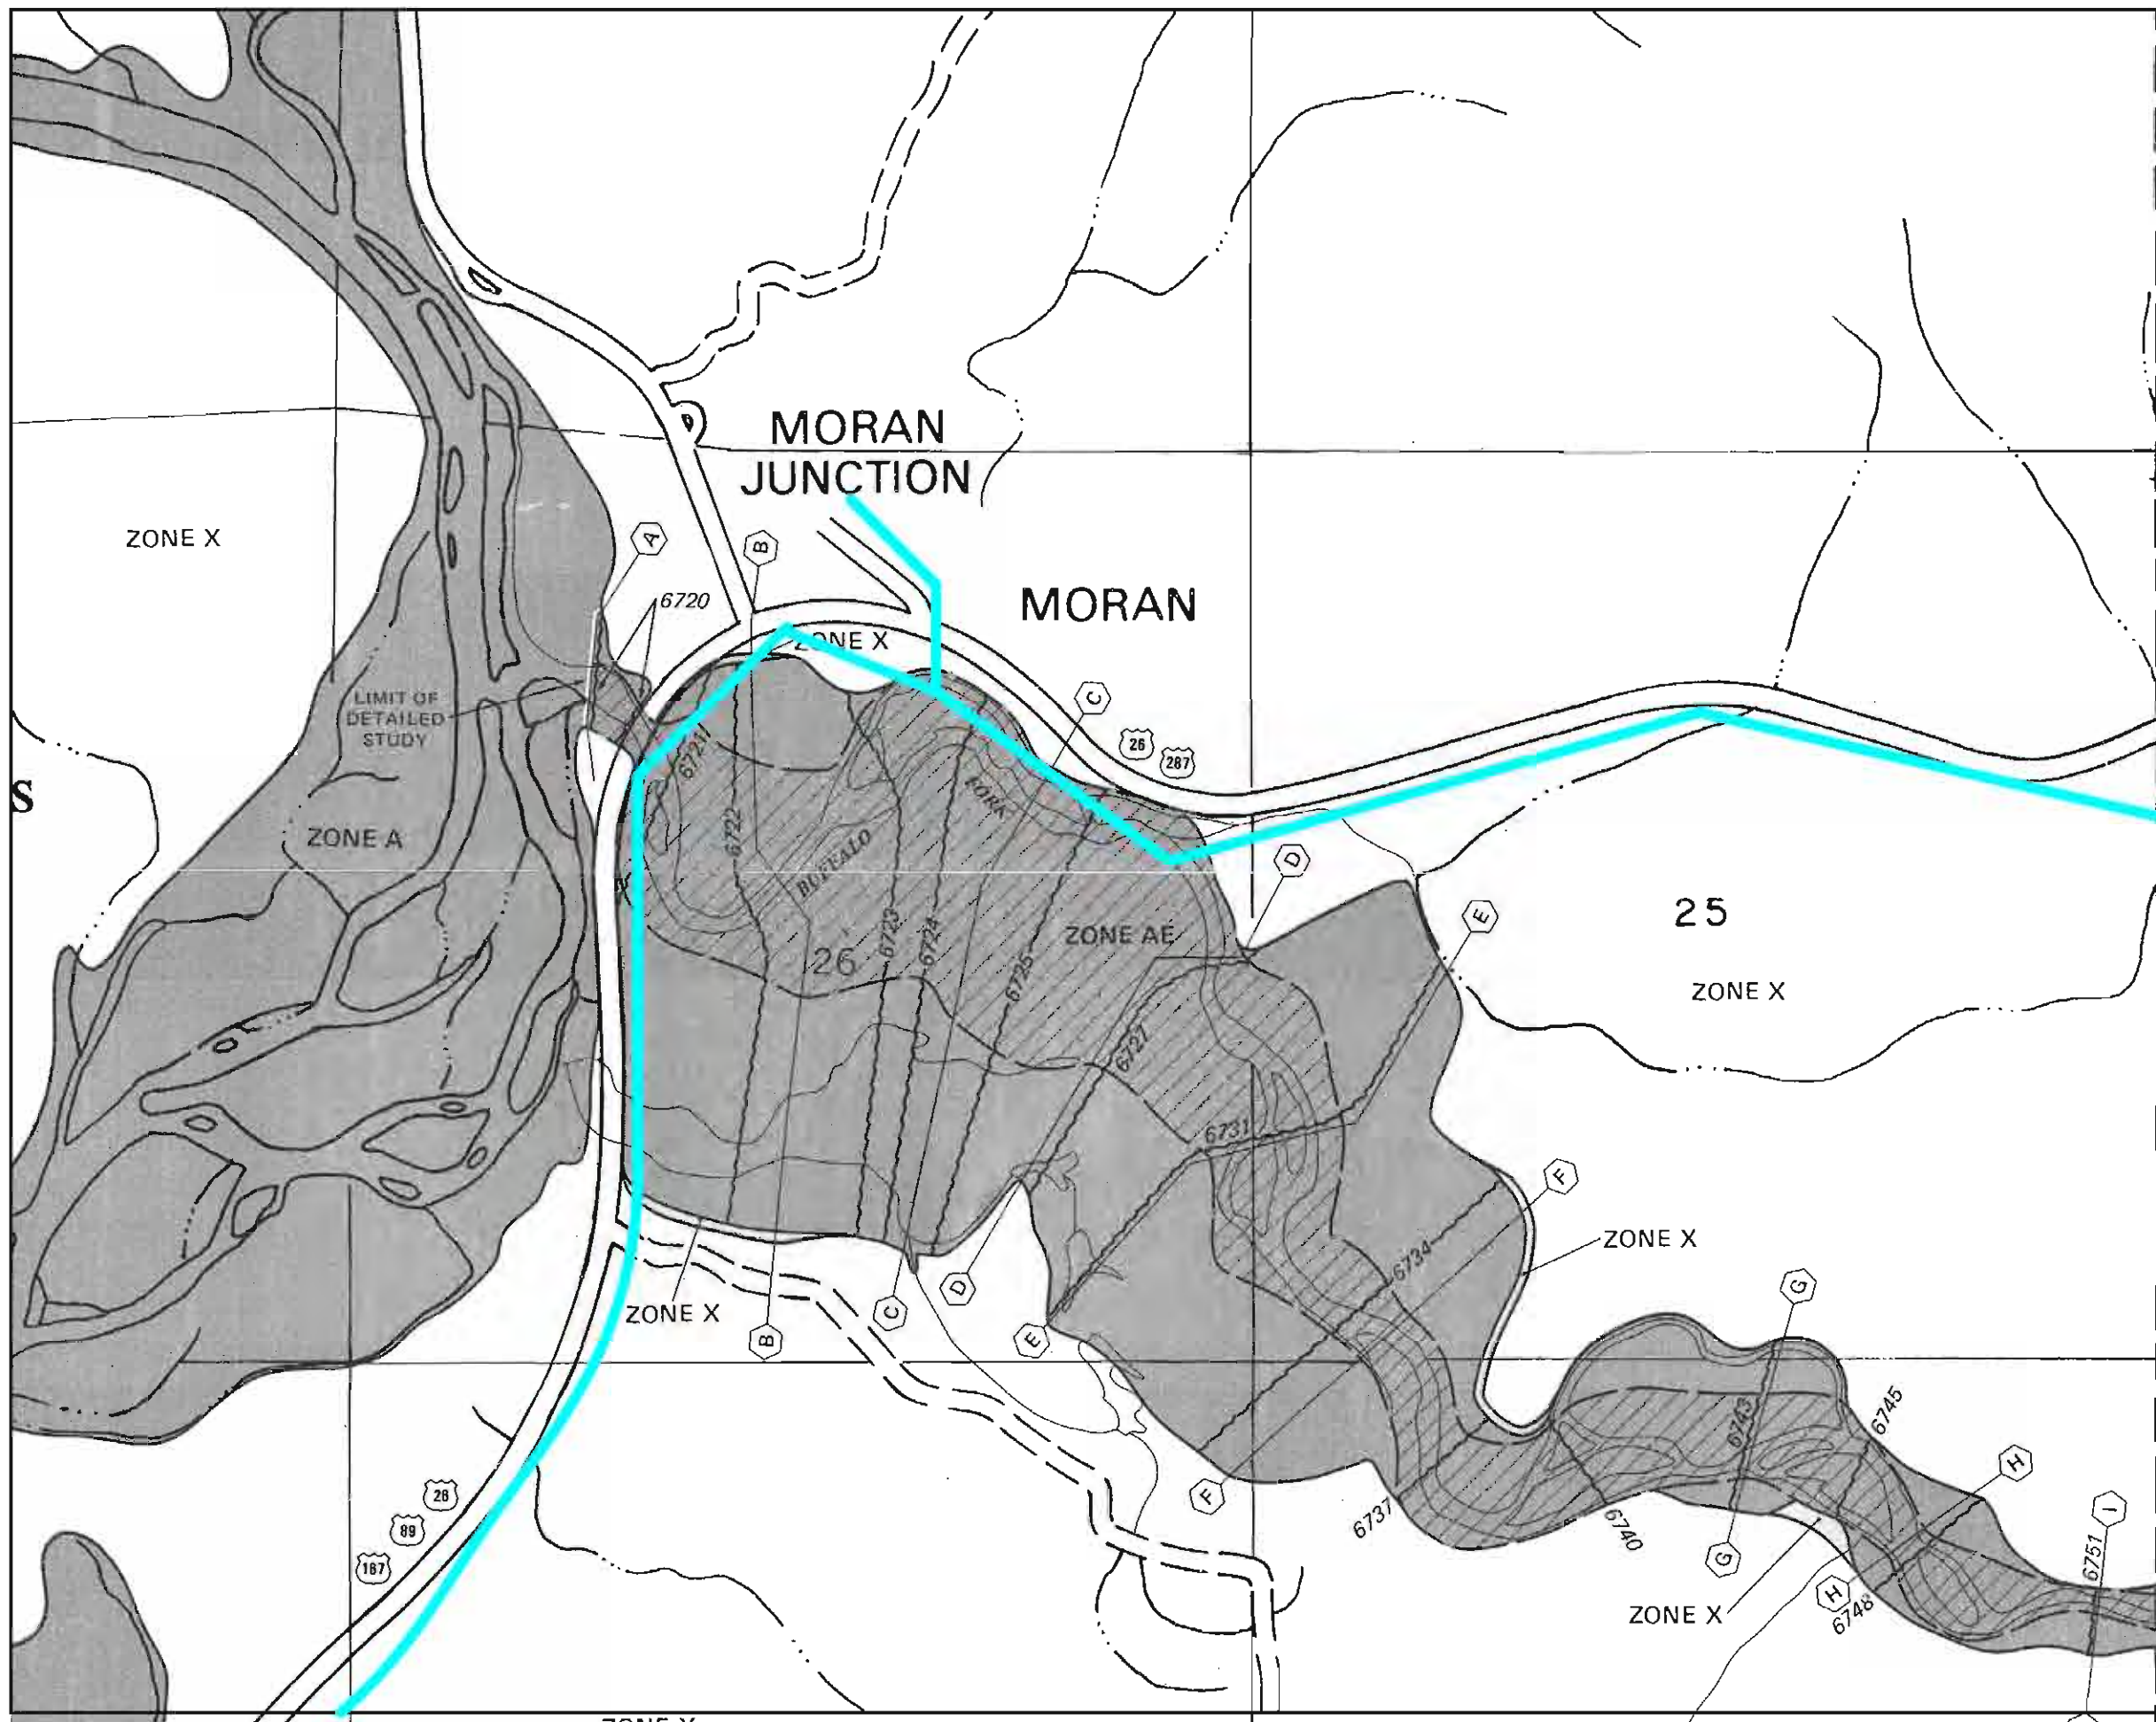 MORAN
JUNCTION
ZONE X
A
B
6720
MORAN
ZONE X
LIMIT OF
DETAILED
STUDY
C
26
287
6721
S
FORK
6722
BUFFALO
ZONE A
D
E
25
ZONE AE
6723
6724
26
6725
ZONE X
6727
6731
F
ZONE X
6734
G
D
C
ZONE X
B
E
6743
6745
H
26
89
187
F
6737
6740
G
I
6751
H
6748
ZONE X
ZONE X